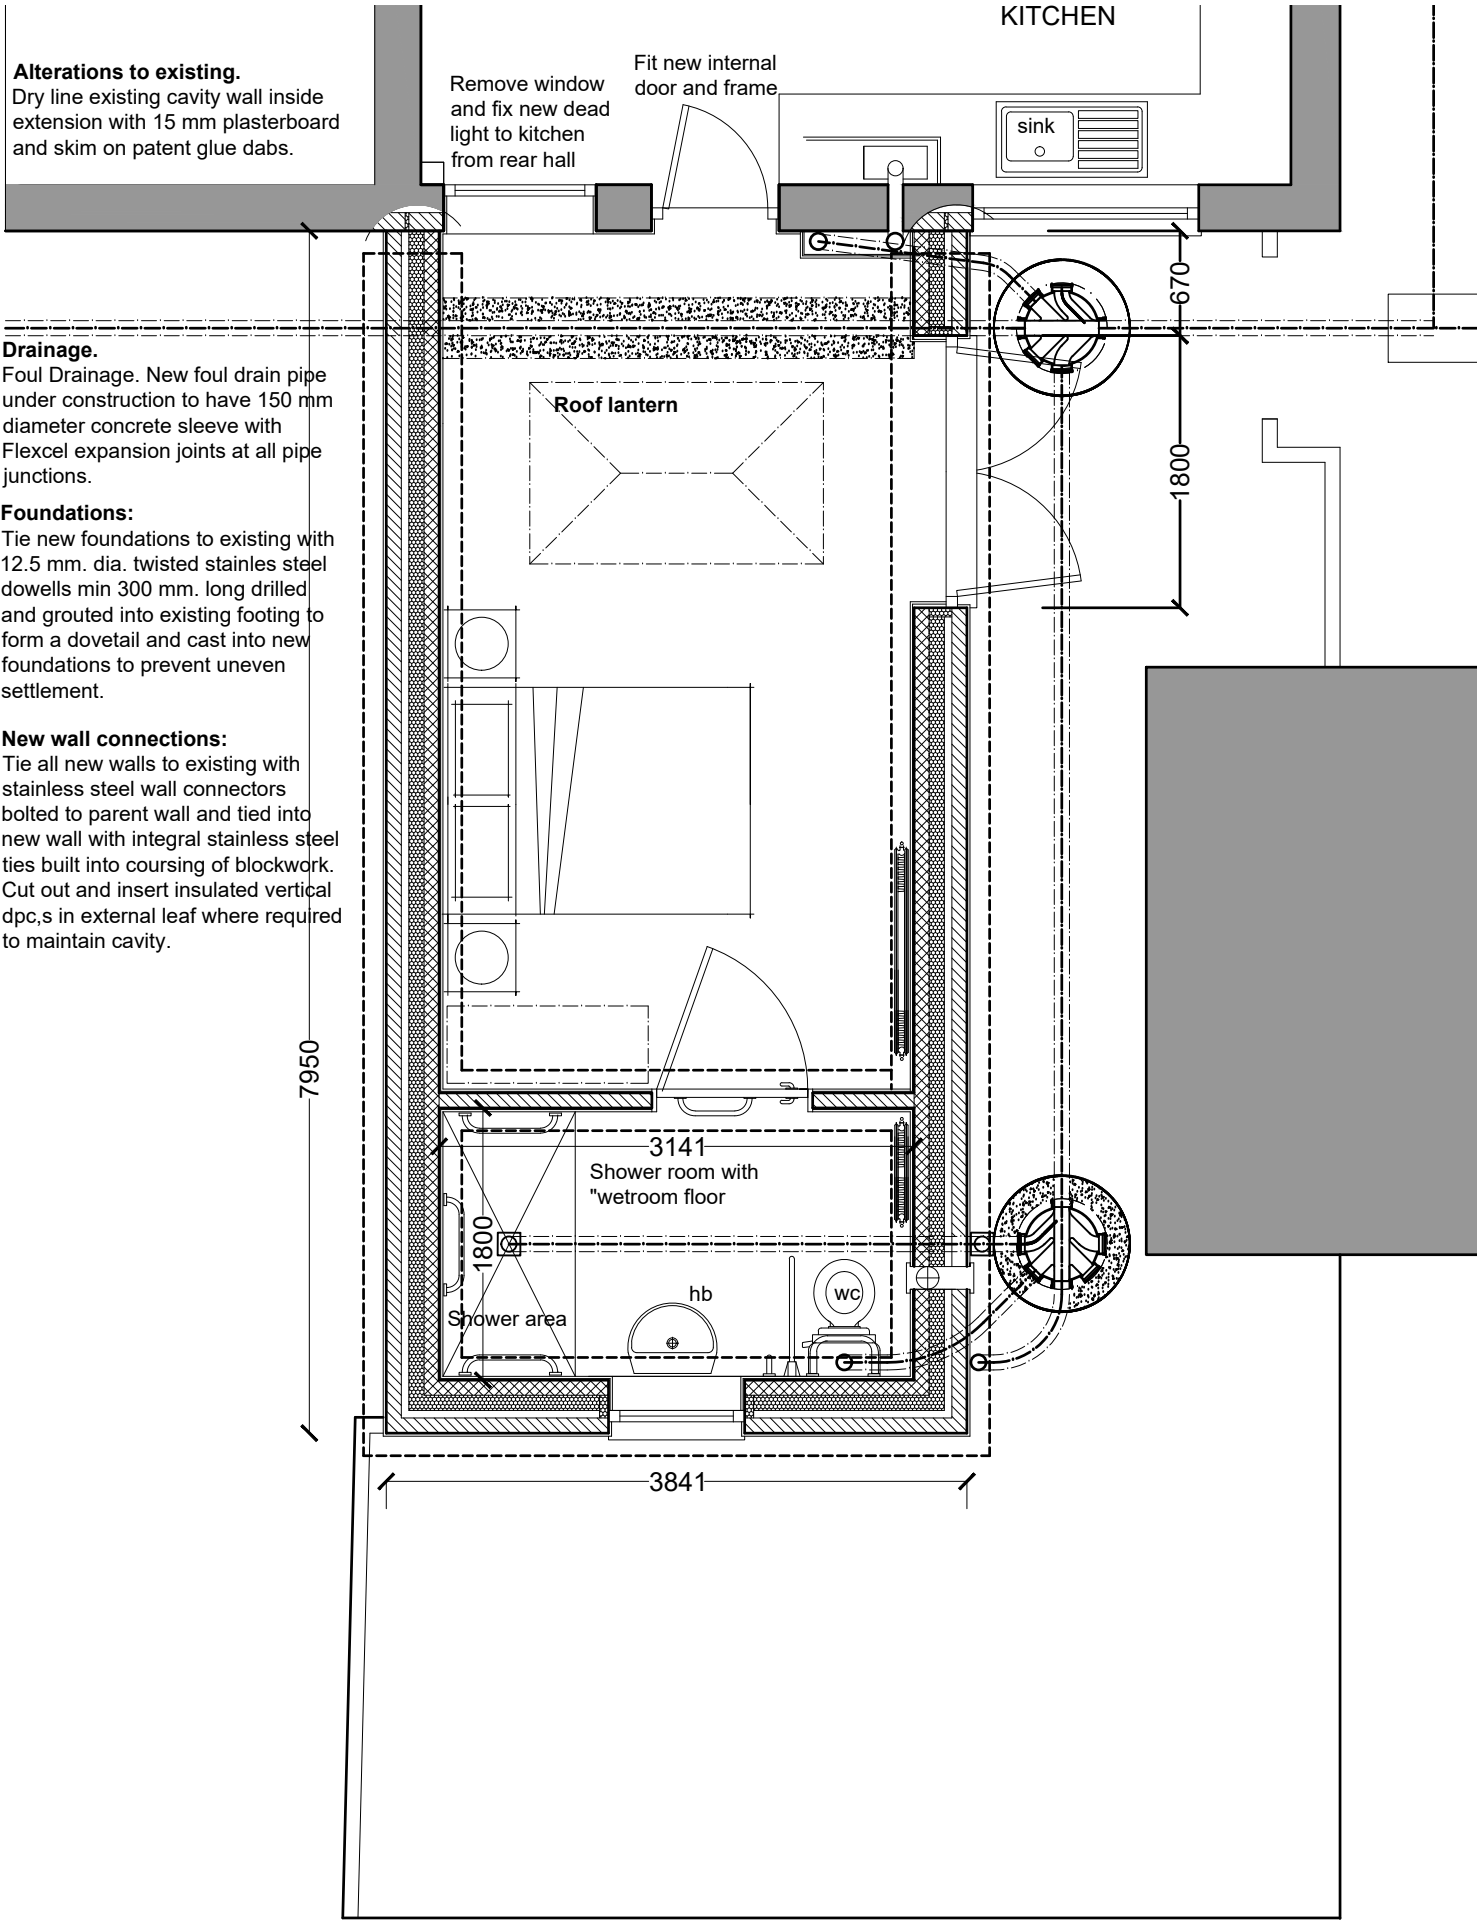 KITCHEN
Alterations to existing.
Dry line existing cavity wall inside
extension with 15 mm plasterboard
and skim on patent glue dabs.
Remove window
and fix new dead
light to kitchen
from rear hall
Fit new internal
door and frame
sink
670
Drainage.
Foul Drainage. New foul drain pipe
under construction to have 150 mm
diameter concrete sleeve with
Flexcel expansion joints at all pipe
junctions.
Roof lantern
1800
Foundations:
Tie new foundations to existing with
12.5 mm. dia. twisted stainles steel
dowells min 300 mm. long drilled
and grouted into existing footing to
form a dovetail and cast into new
foundations to prevent uneven
settlement.
New wall connections:
Tie all new walls to existing with
stainless steel wall connectors
bolted to parent wall and tied into
new wall with integral stainless steel
ties built into coursing of blockwork.
Cut out and insert insulated vertical
dpc,s in external leaf where required
to maintain cavity.
7950
3141
Shower room with
"wetroom floor
1800
hb
wc
Shower area
3841